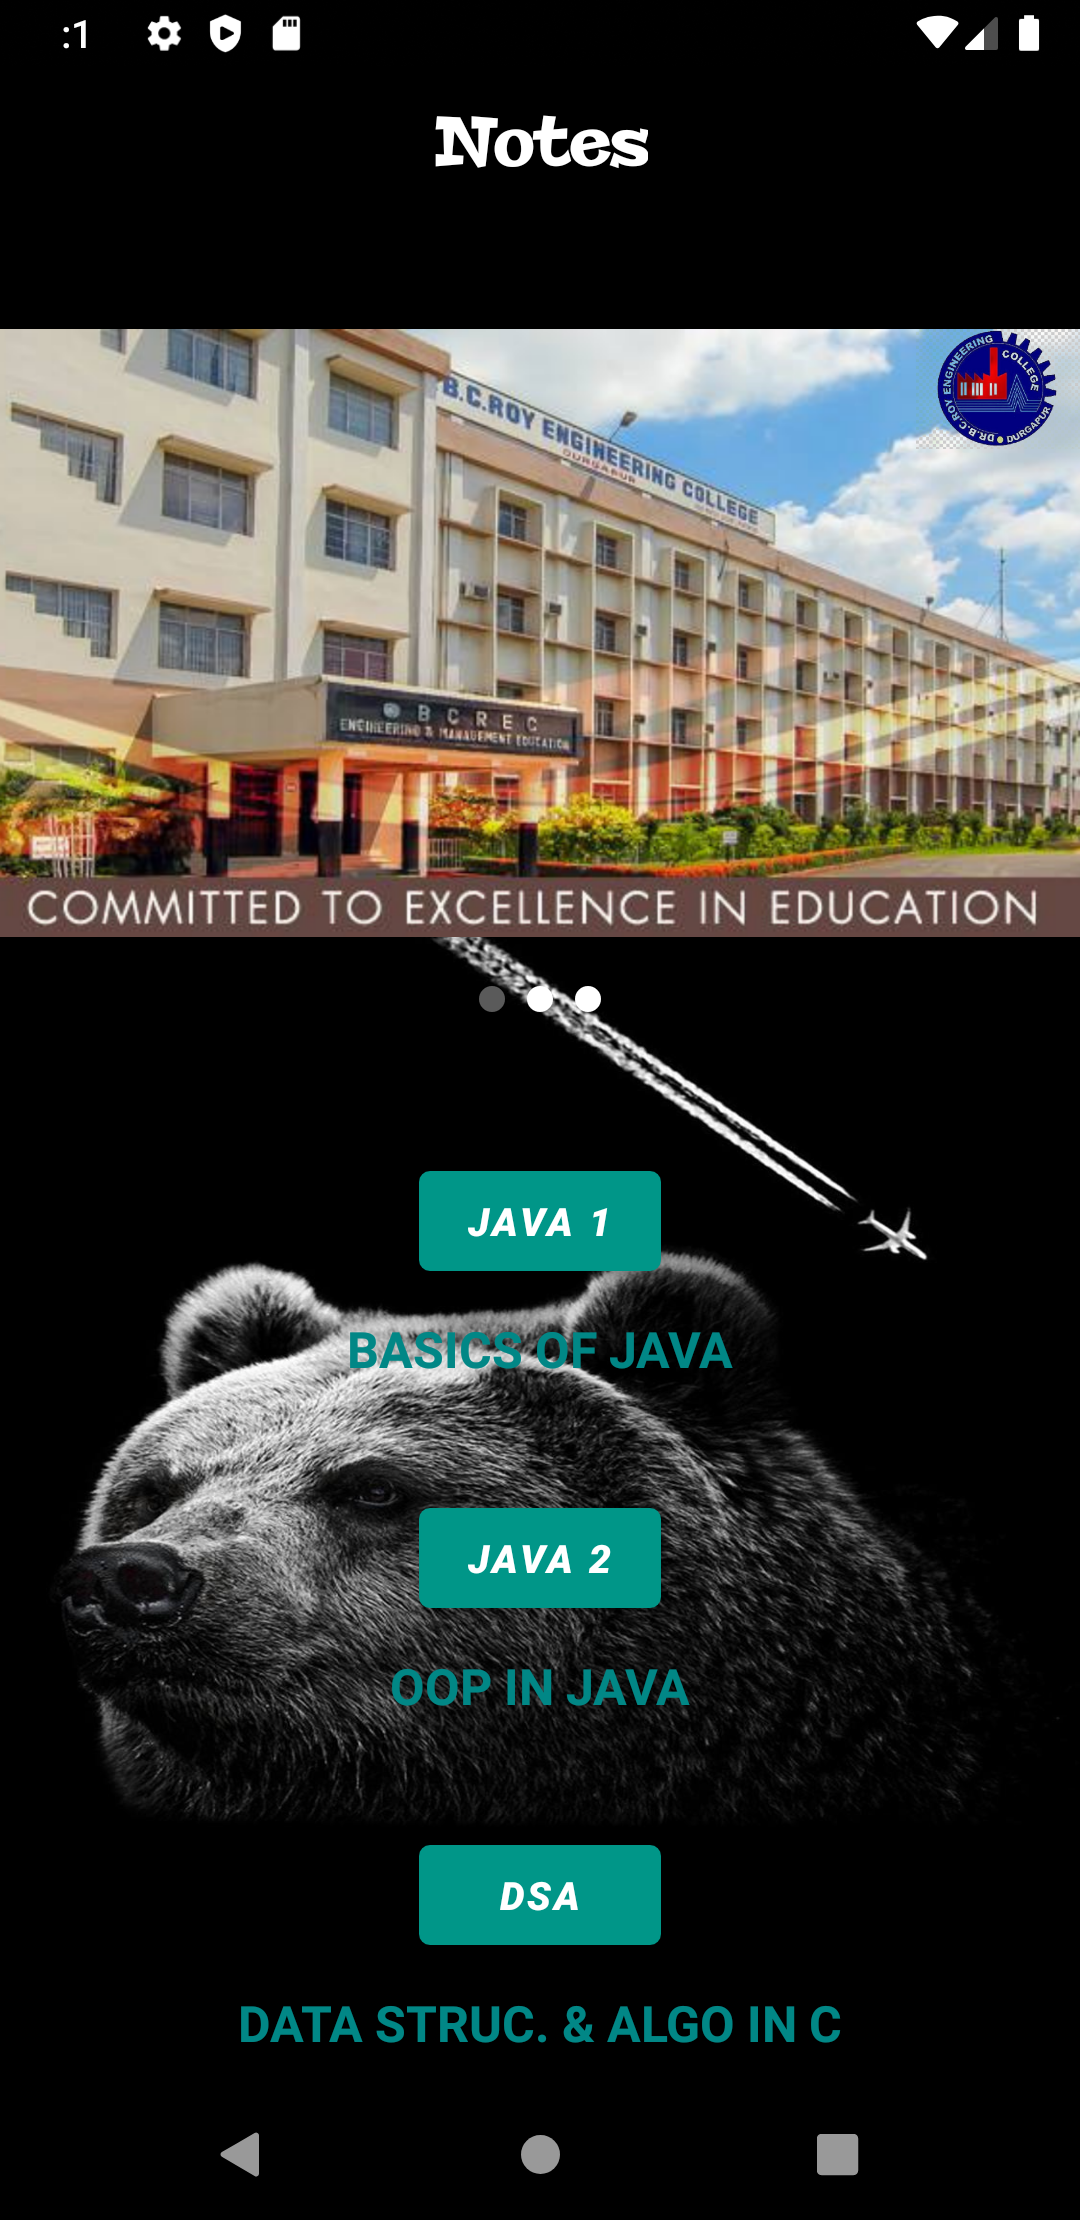 :1
Notes
B.C.ROY ENGINEERING COLLEGE
DURGAPUR
DR.B.C.ROY ENGINEERING COLLEGE DURGAPUR
B C R E C
ENGINEERING & MANAGEMENT EDUCATION
COMMITTED TO EXCELLENCE IN EDUCATION
JAVA 1
BASICS OF JAVA
JAVA 2
OOP IN JAVA
DSA
DATA STRUC. & ALGO IN C